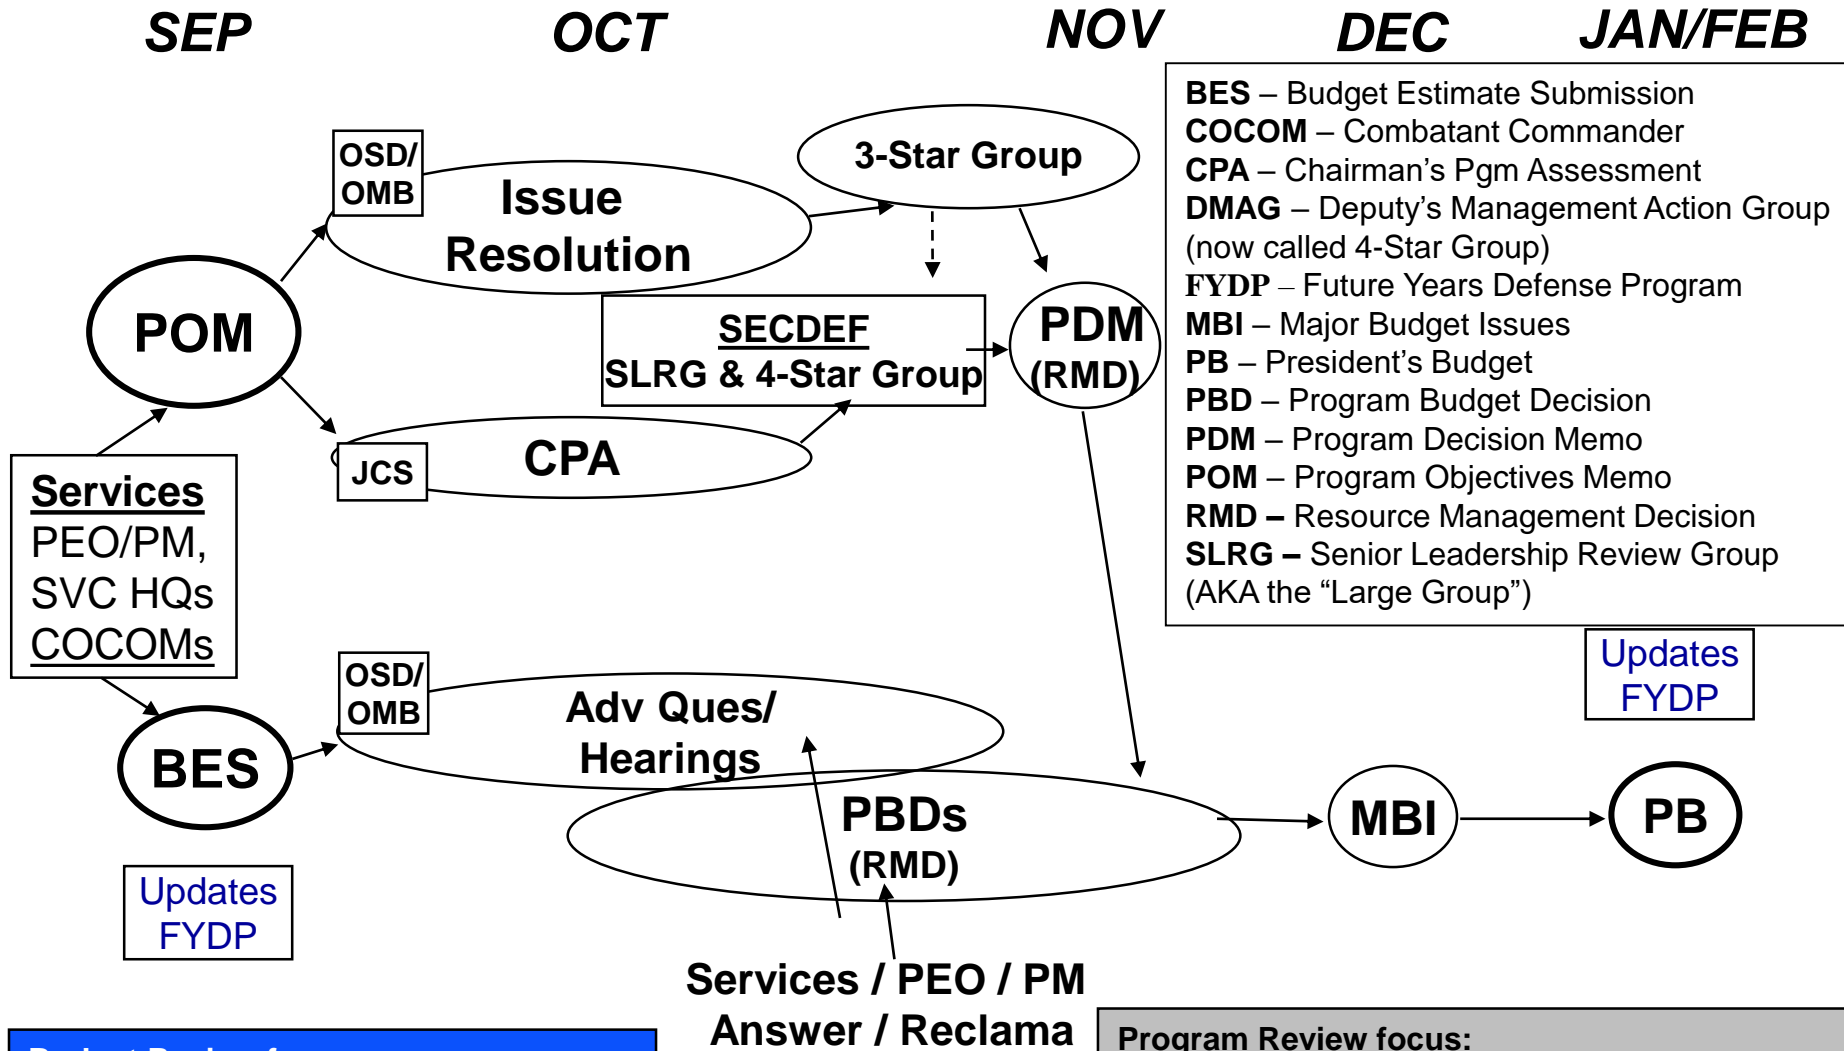 SEP OCT NOV DEC JAN/FEB
BES – Budget Estimate Submission
COCOM – Combatant Commander
CPA – Chairman's Pgm Assessment
DMAG – Deputy's Management Action Group
(now called 4-Star Group)
FYDP – Future Years Defense Program
MBI – Major Budget Issues
PB – President's Budget
PBD – Program Budget Decision
PDM – Program Decision Memo
POM – Program Objectives Memo
RMD – Resource Management Decision
SLRG – Senior Leadership Review Group
(AKA the “Large Group”)
OSD/
OMB
Issue
Resolution
3-Star Group
POM
SECDEF
SLRG & 4-Star Group
PDM
(RMD)
JCS
CPA
Services
PEO/PM,
SVC HQs
COCOMs
OSD/
OMB
Adv Ques/
Hearings
BES
PBDs
(RMD)
MBI
PB
Updates
FYDP
Updates
FYDP
Services / PEO / PM
Answer / Reclama
Program Review focus: